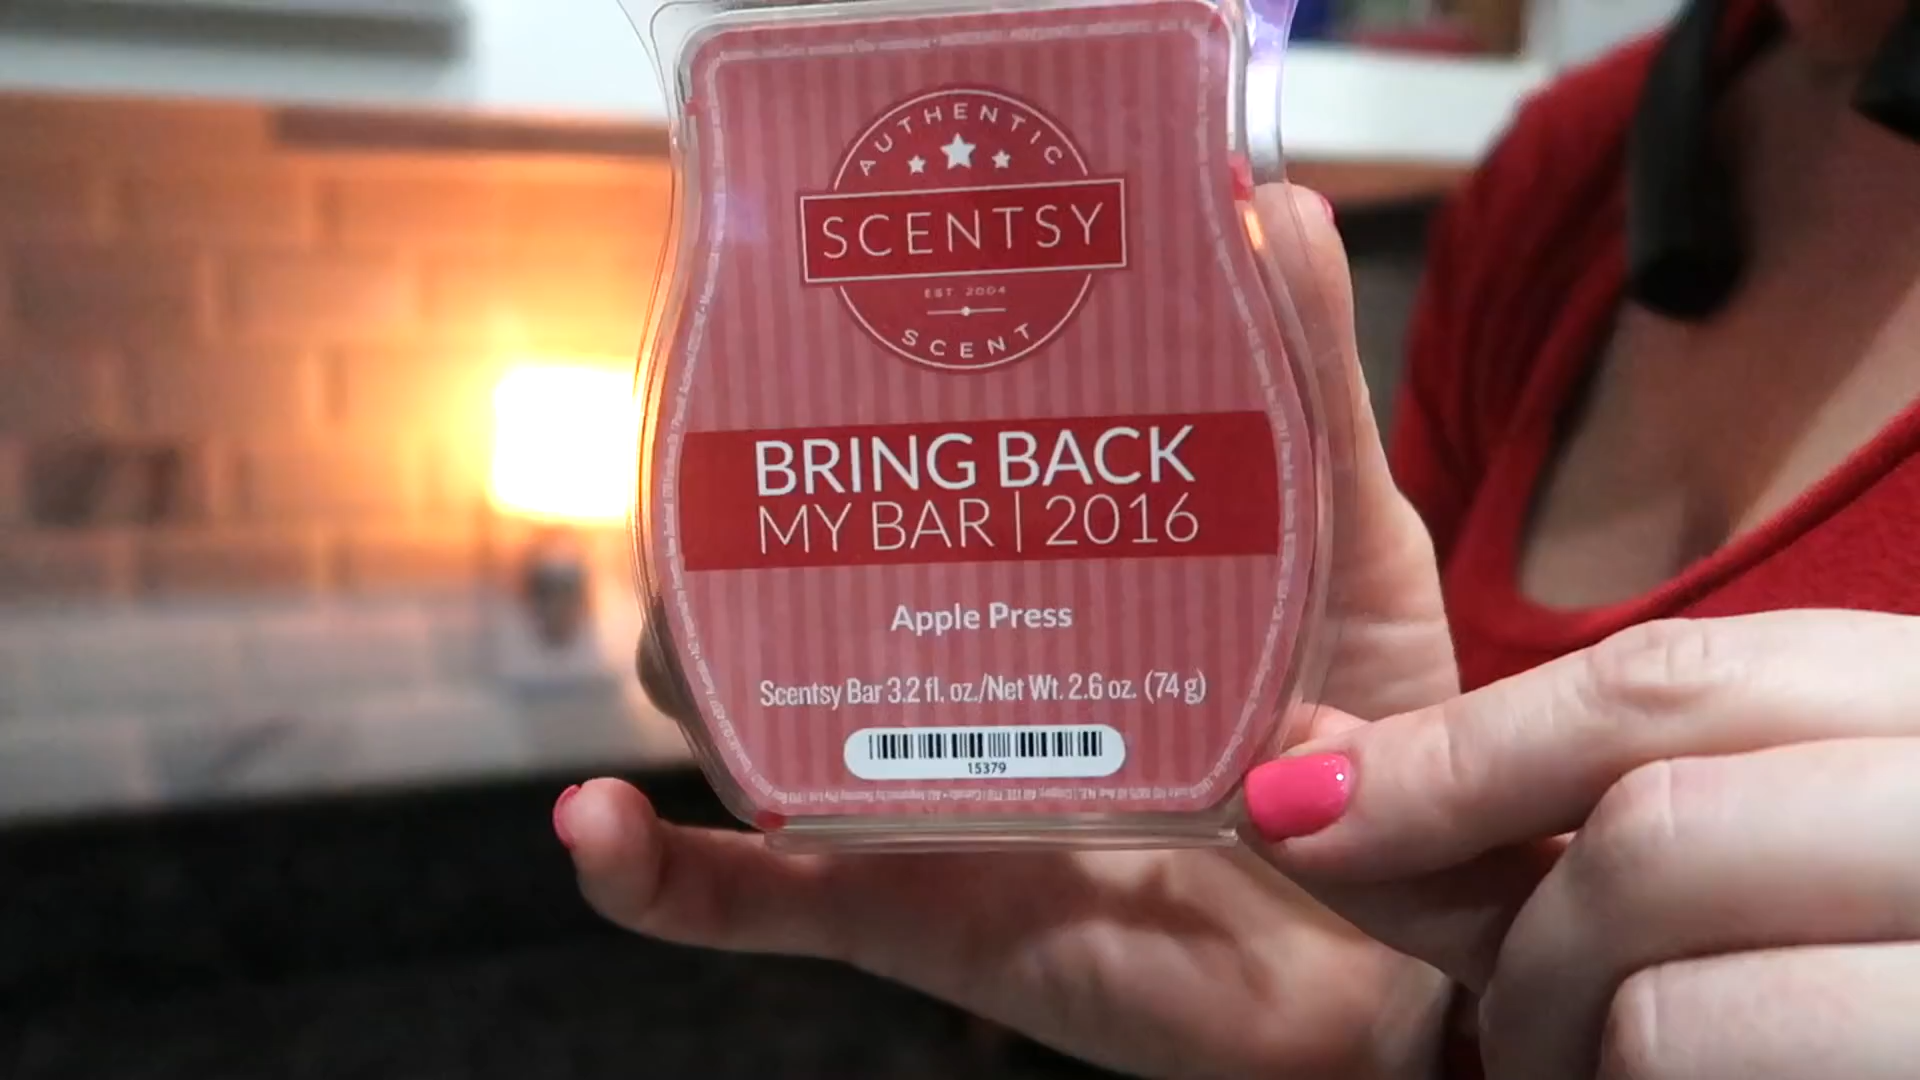 AUTHENTIC
SCENTSY
EST. 2004
SCENT
BRING BACK
MY BAR | 2016
Apple Press
Scentsy Bar 3.2 fl. oz./Net Wt. 2.6 oz. (74 g)
15379